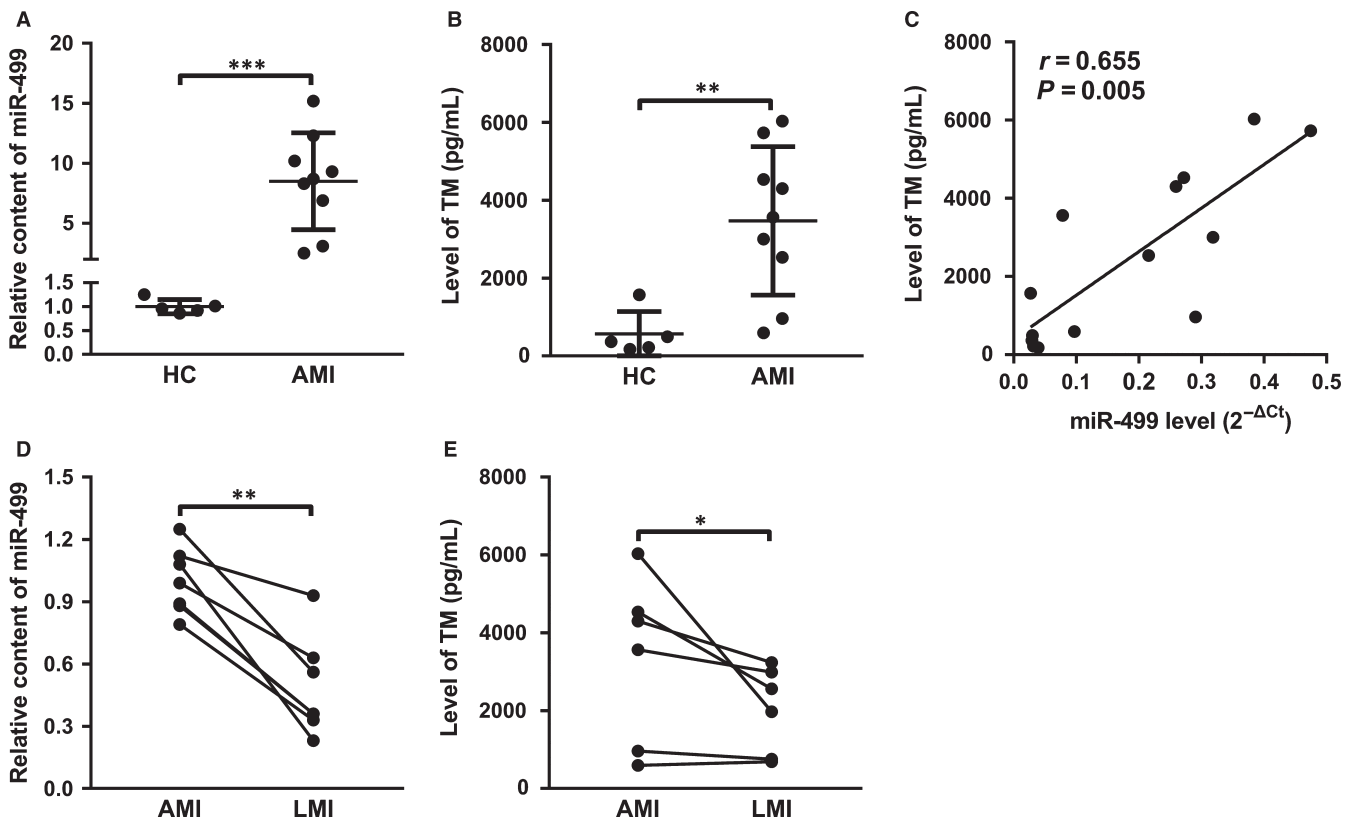 A
Relative content of miR-499
20
15
10
5
1.5
1.0
0.5
0.0
***
HC
AMI
B
Level of TM (pg/mL)
8000
6000
4000
2000
0
**
HC
AMI
C
Level of TM (pg/mL)
8000
6000
4000
2000
0
r = 0.655
P = 0.005
0.0 0.1 0.2 0.3 0.4 0.5
miR-499 level (2−ΔCt)
D
Relative content of miR-499
1.5
1.2
0.9
0.6
0.3
0.0
**
AMI
LMI
E
Level of TM (pg/mL)
8000
6000
4000
2000
0
*
AMI
LMI